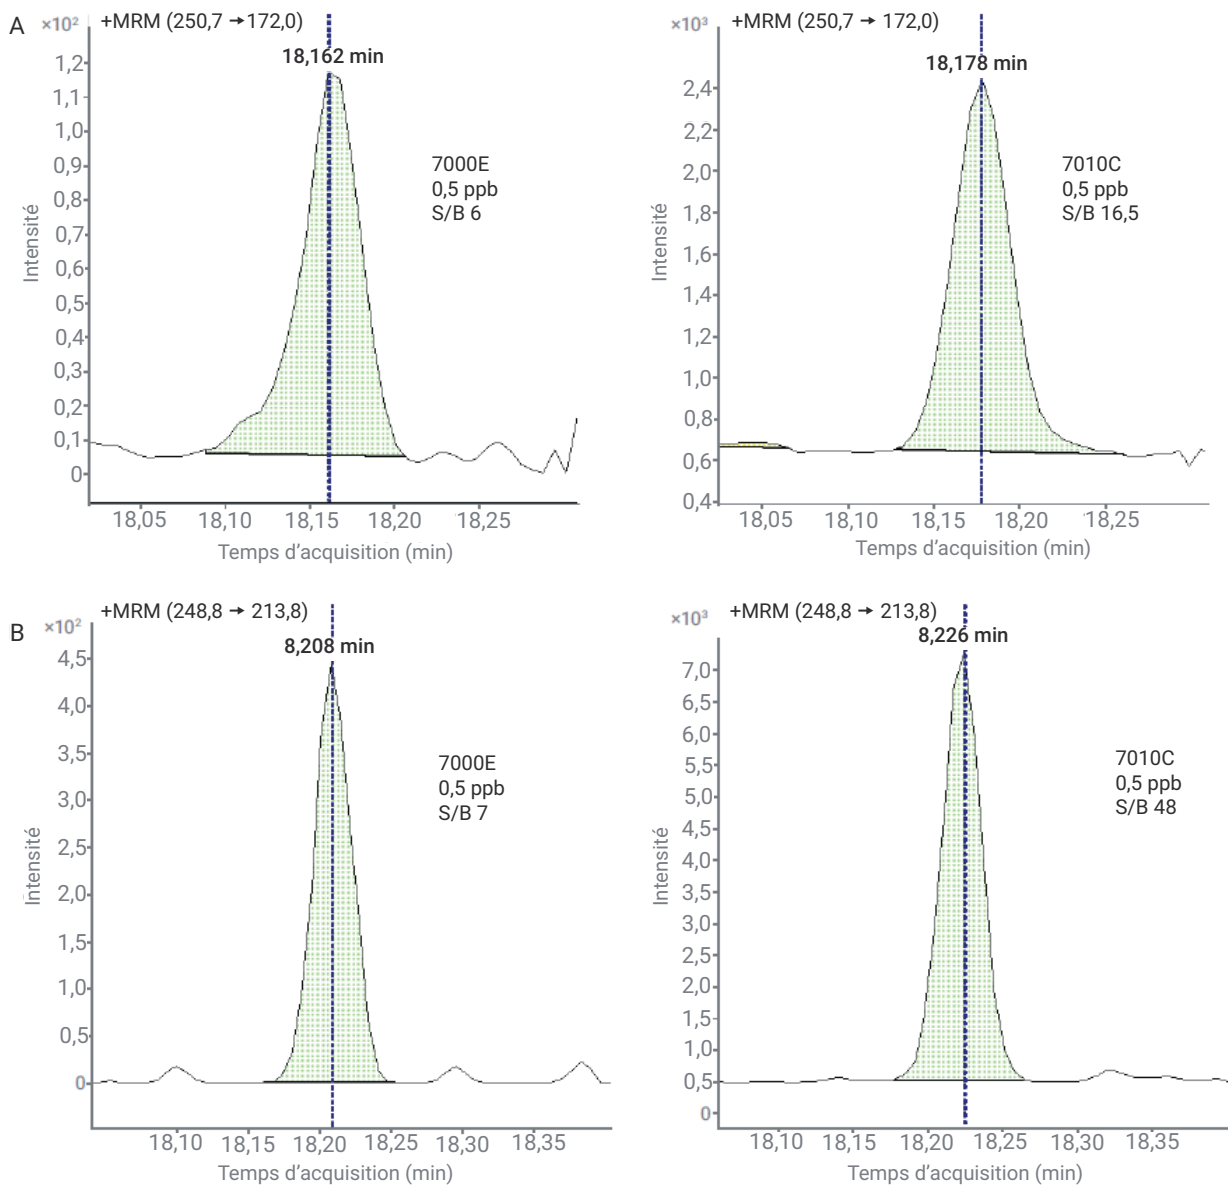 A
×10²
+MRM (250,7 → 172,0)
18,162 min
1,2
1,1
1,0
0,9
0,8
0,7
0,6
0,5
0,4
0,3
0,2
0,1
0
Intensité
7000E
0,5 ppb
S/B 6
18,05 18,10 18,15 18,20 18,25
Temps d'acquisition (min)
×10³
+MRM (250,7 → 172,0)
18,178 min
2,4
2,2
2,0
1,8
1,6
1,4
1,2
1,0
0,8
0,6
0,4
Intensité
7010C
0,5 ppb
S/B 16,5
18,05 18,10 18,15 18,20 18,25
Temps d'acquisition (min)
B
×10²
+MRM (248,8 → 213,8)
8,208 min
4,5
4,0
3,5
3,0
2,5
2,0
1,5
1,0
0,5
0
Intensité
7000E
0,5 ppb
S/B 7
18,10 18,15 18,20 18,25 18,30 18,35
Temps d'acquisition (min)
×10³
+MRM (248,8 → 213,8)
8,226 min
7,0
6,5
6,0
5,5
5,0
4,5
4,0
3,5
3,0
2,5
2,0
1,5
1,0
0,5
0
Intensité
7010C
0,5 ppb
S/B 48
18,10 18,15 18,20 18,25 18,30 18,35
Temps d'acquisition (min)